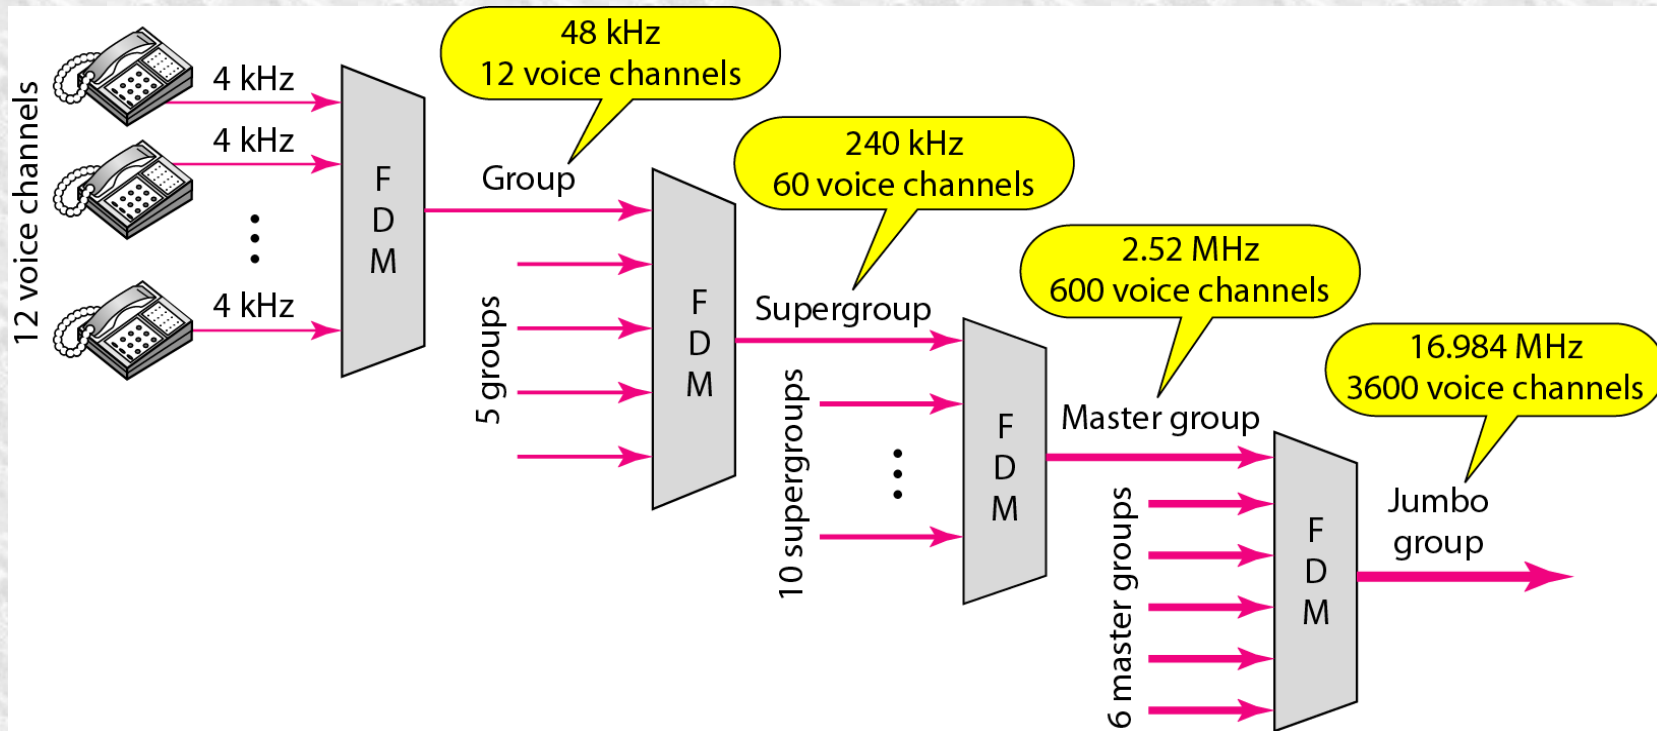 12 voice channels
4 kHz
4 kHz
4 kHz
F
D
M
48 kHz
12 voice channels
Group
5 groups
F
D
M
240 kHz
60 voice channels
Supergroup
10 supergroups
F
D
M
2.52 MHz
600 voice channels
Master group
6 master groups
F
D
M
16.984 MHz
3600 voice channels
Jumbo
group